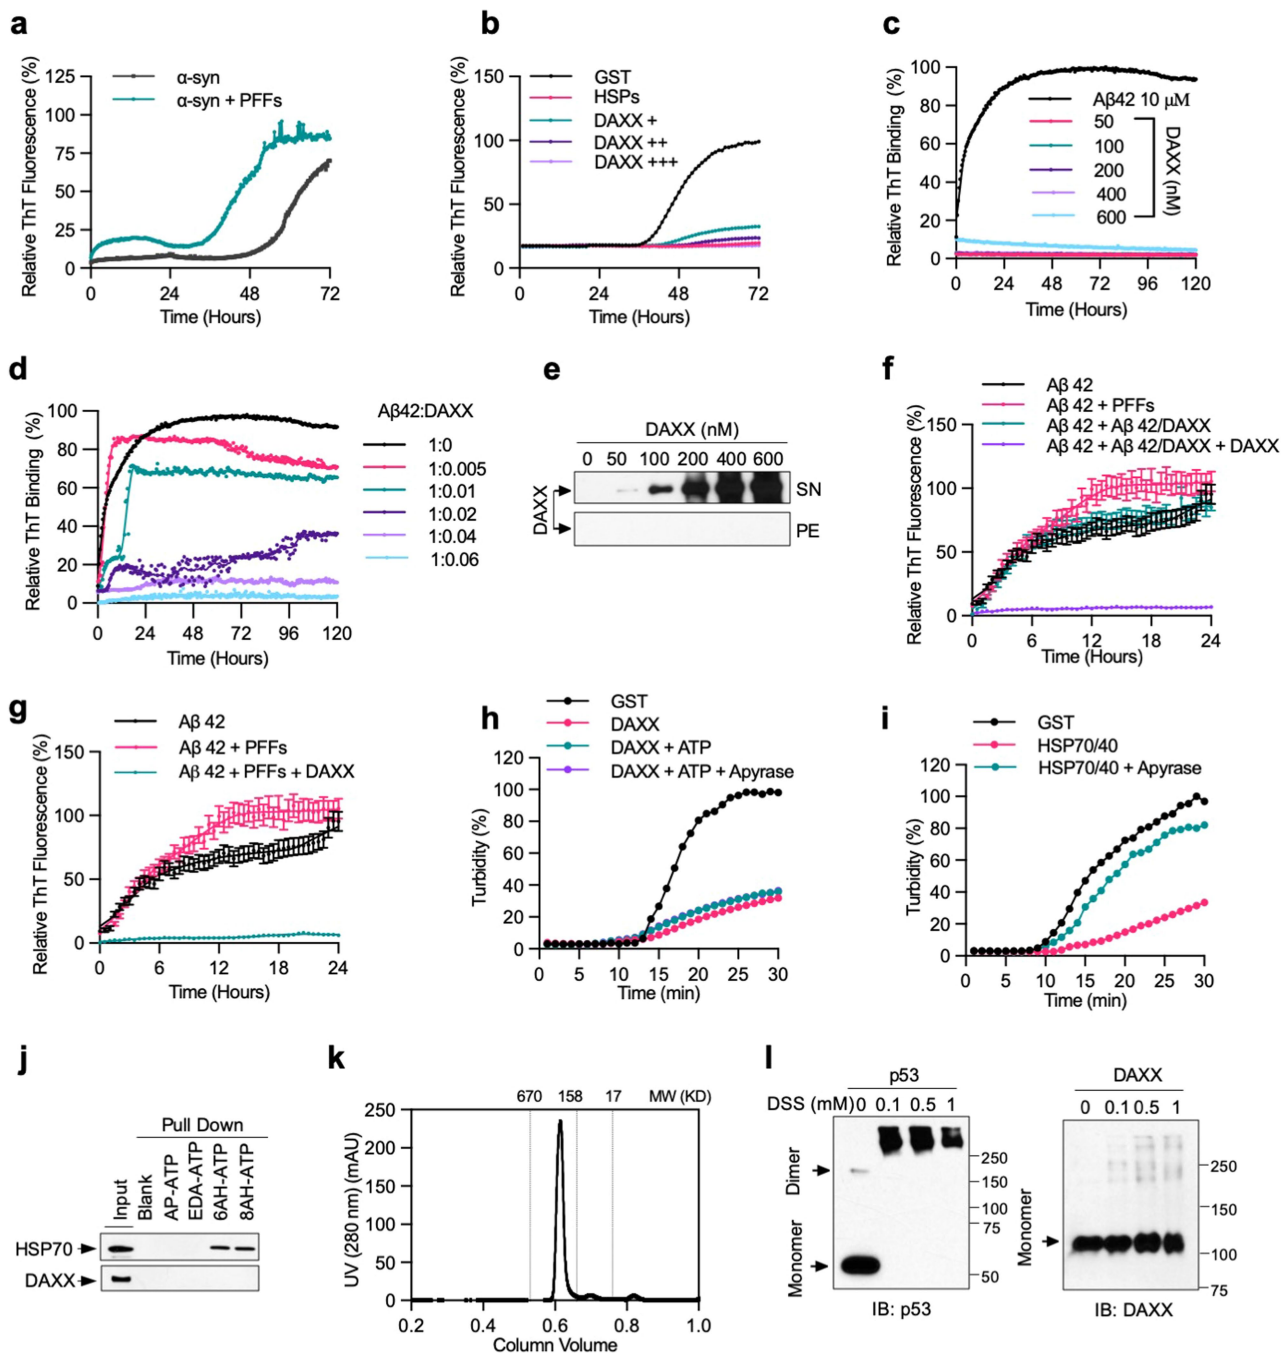 a
α-syn
α-syn + PFFs
Relative ThT Fluorescence (%)
125
100
75
50
25
0
0 24 48 72
Time (Hours)
b
GST
HSPs
DAXX +
DAXX ++
DAXX +++
Relative ThT Fluorescence (%)
150
100
50
0
0 24 48 72
Time (Hours)
c
Aβ42 10 μM
50
100
200
400
600
DAXX (nM)
Relative ThT Binding (%)
100
80
60
40
20
0
0 24 48 72 96 120
Time (Hours)
d
Aβ42:DAXX
1:0
1:0.005
1:0.01
1:0.02
1:0.04
1:0.06
Relative ThT Binding (%)
100
80
60
40
20
0
0 24 48 72 96 120
Time (Hours)
e
DAXX (nM)
0 50 100 200 400 600
DAXX
SN
PE
f
Aβ 42
Aβ 42 + PFFs
Aβ 42 + Aβ 42/DAXX
Aβ 42 + Aβ 42/DAXX + DAXX
Relative ThT Fluorescence (%)
150
100
50
0
0 6 12 18 24
Time (Hours)
g
Aβ 42
Aβ 42 + PFFs
Aβ 42 + PFFs + DAXX
Relative ThT Fluorescence (%)
150
100
50
0
0 6 12 18 24
Time (Hours)
h
GST
DAXX
DAXX + ATP
DAXX + ATP + Apyrase
Turbidity (%)
120
100
80
60
40
20
0
0 5 10 15 20 25 30
Time (min)
i
GST
HSP70/40
HSP70/40 + Apyrase
Turbidity (%)
120
100
80
60
40
20
0
0 5 10 15 20 25 30
Time (min)
j
Pull Down
Input
Blank
AP-ATP
EDA-ATP
6AH-ATP
8AH-ATP
HSP70
DAXX
k
670 158 17 MW (KD)
UV (280 nm) (mAU)
250
200
150
100
50
0
0.2 0.4 0.6 0.8 1.0
Column Volume
l
p53
DSS (mM) 0 0.1 0.5 1
Dimer
Monomer
250
150
100
75
50
IB: p53
DAXX
0 0.1 0.5 1
Monomer
250
150
100
75
IB: DAXX